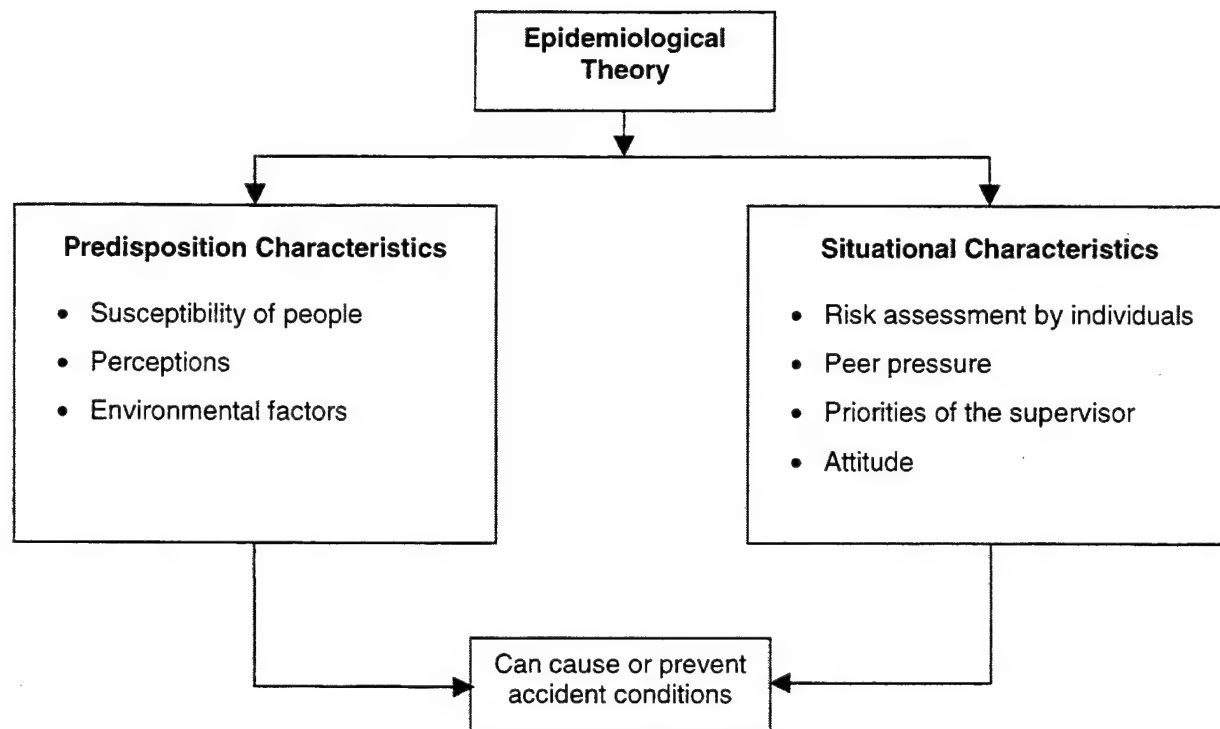 Epidemiological
Theory
Predisposition Characteristics
• Susceptibility of people
• Perceptions
• Environmental factors
Situational Characteristics
• Risk assessment by individuals
• Peer pressure
• Priorities of the supervisor
• Attitude
Can cause or prevent
accident conditions